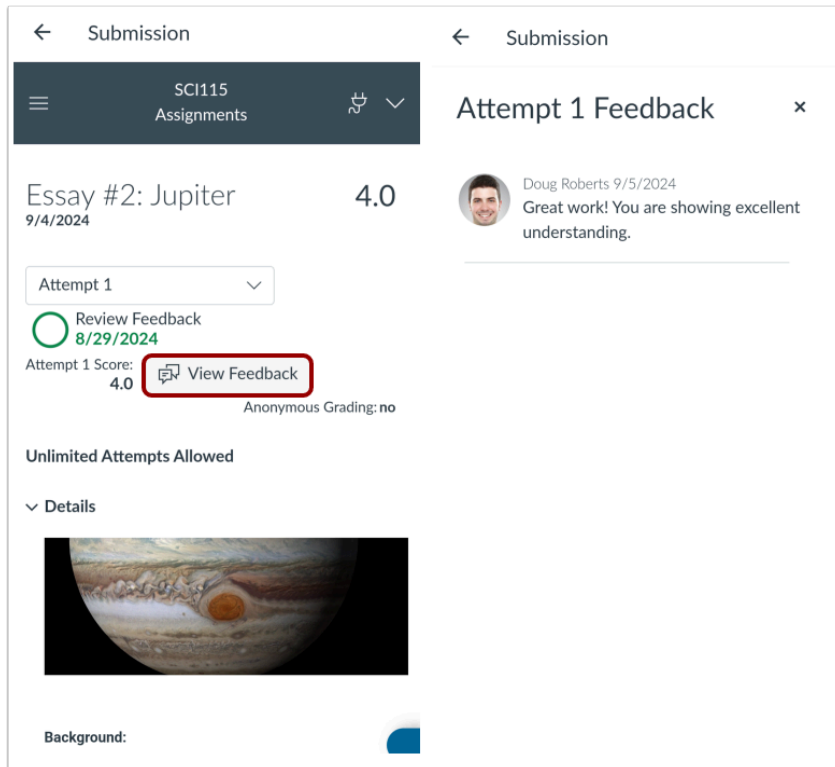 Submission
SCI115
Assignments
Essay #2: Jupiter
4.0
9/4/2024
Attempt 1
Review Feedback
8/29/2024
Attempt 1 Score:
4.0
View Feedback
Anonymous Grading: no
Unlimited Attempts Allowed
Details
Background:
Submission
Attempt 1 Feedback
Doug Roberts 9/5/2024
Great work! You are showing excellent
understanding.